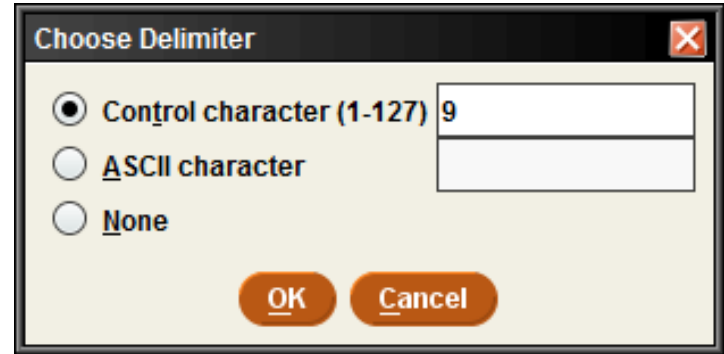 Choose Delimiter
Control character (1-127) 9
ASCII character
None
OK Cancel